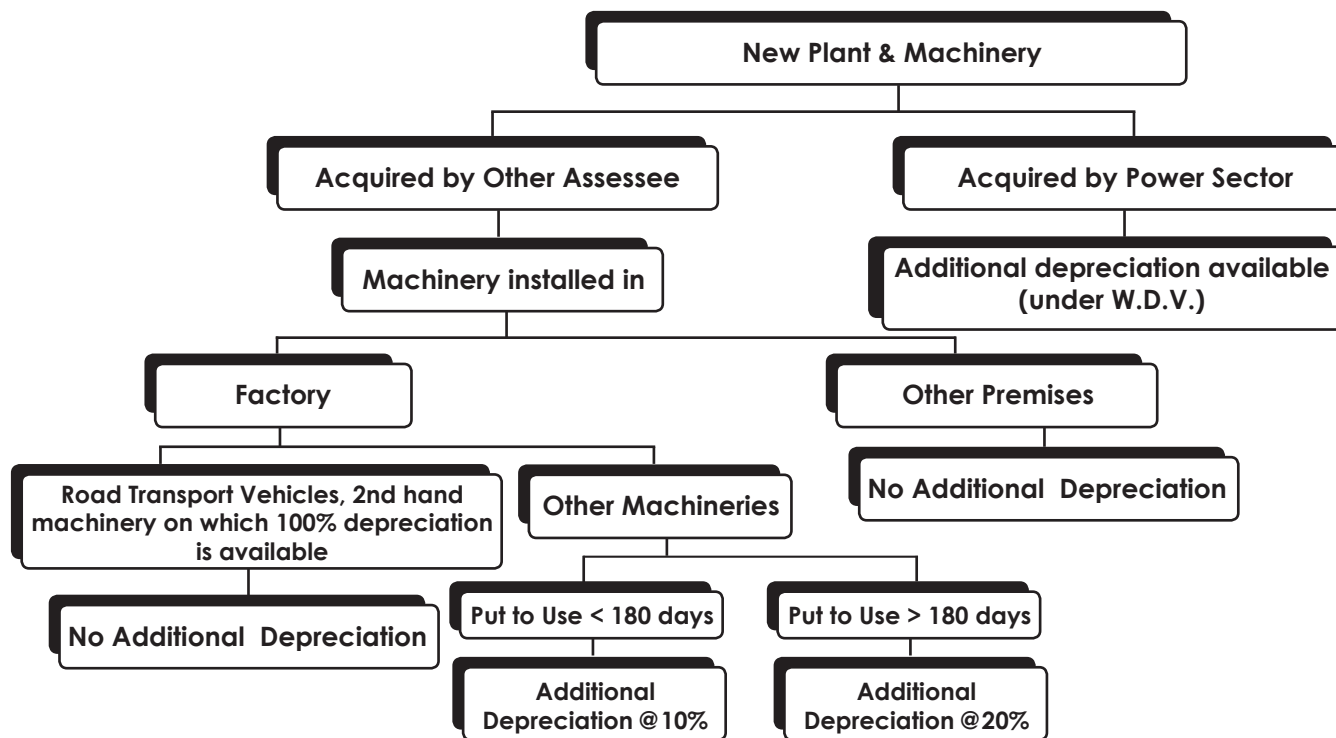 New Plant & Machinery
Acquired by Other Assessee
Acquired by Power Sector
Machinery installed in
Additional depreciation available
(under W.D.V.)
Factory
Other Premises
Road Transport Vehicles, 2nd hand
machinery on which 100% depreciation
is available
Other Machineries
No Additional Depreciation
No Additional Depreciation
Put to Use < 180 days
Put to Use > 180 days
Additional
Depreciation @10%
Additional
Depreciation @20%